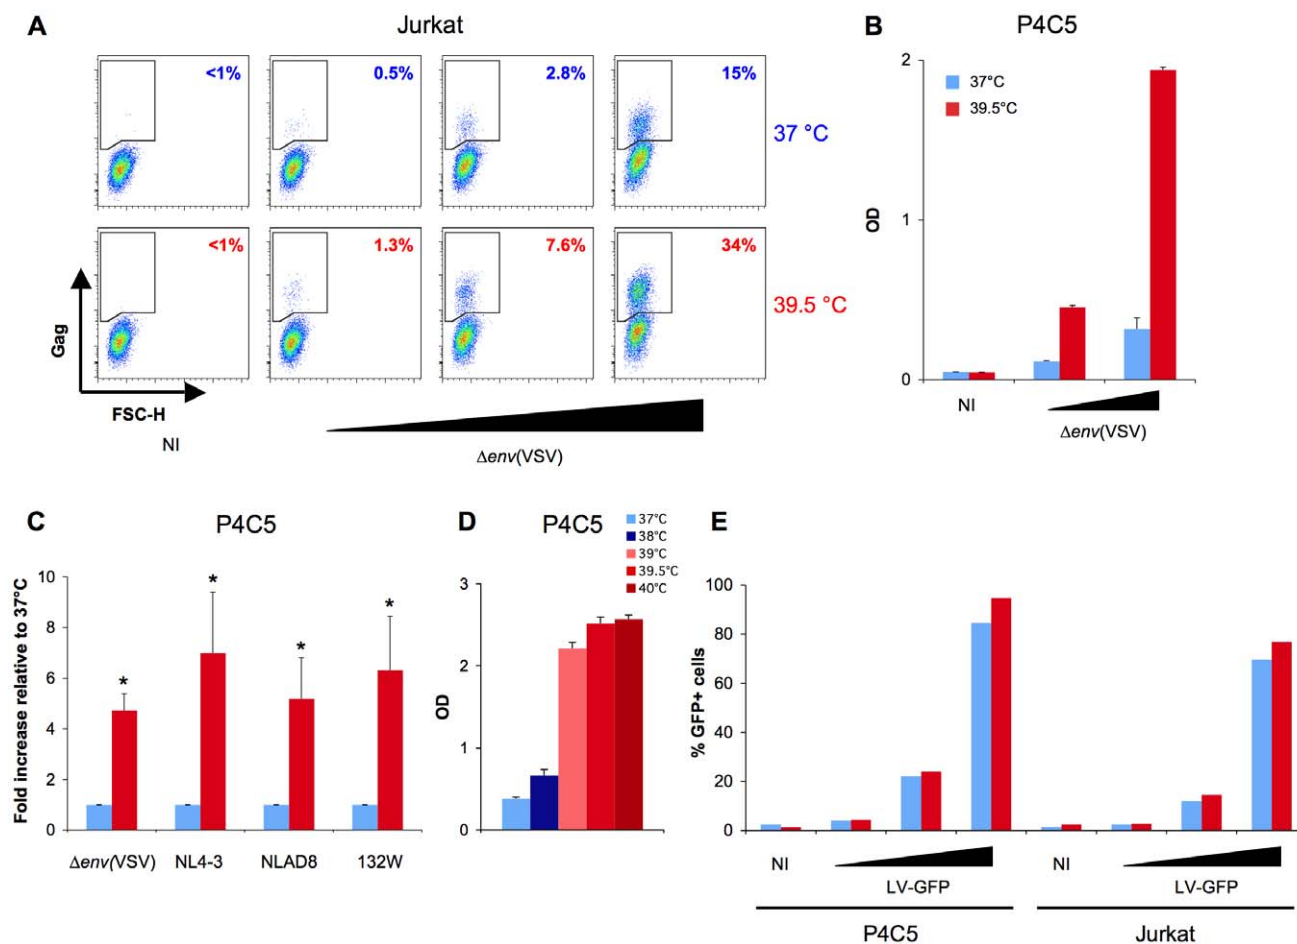 A
Jurkat
<1%
0.5%
2.8%
15%
37 °C
<1%
1.3%
7.6%
34%
39.5 °C
Gag
FSC-H
NI
Δenv(VSV)
B
P4C5
37°C
39.5°C
2
1
0
OD
NI
Δenv(VSV)
C
P4C5
Fold increase relative to 37°C
10
8
6
4
2
0
*
*
*
*
Δenv(VSV) NL4-3 NLAD8 132W
D
P4C5
37°C
38°C
39°C
39.5°C
40°C
OD
3
2
1
0
E
% GFP+ cells
100
80
60
40
20
0
NI
LV-GFP
NI
LV-GFP
P4C5
Jurkat